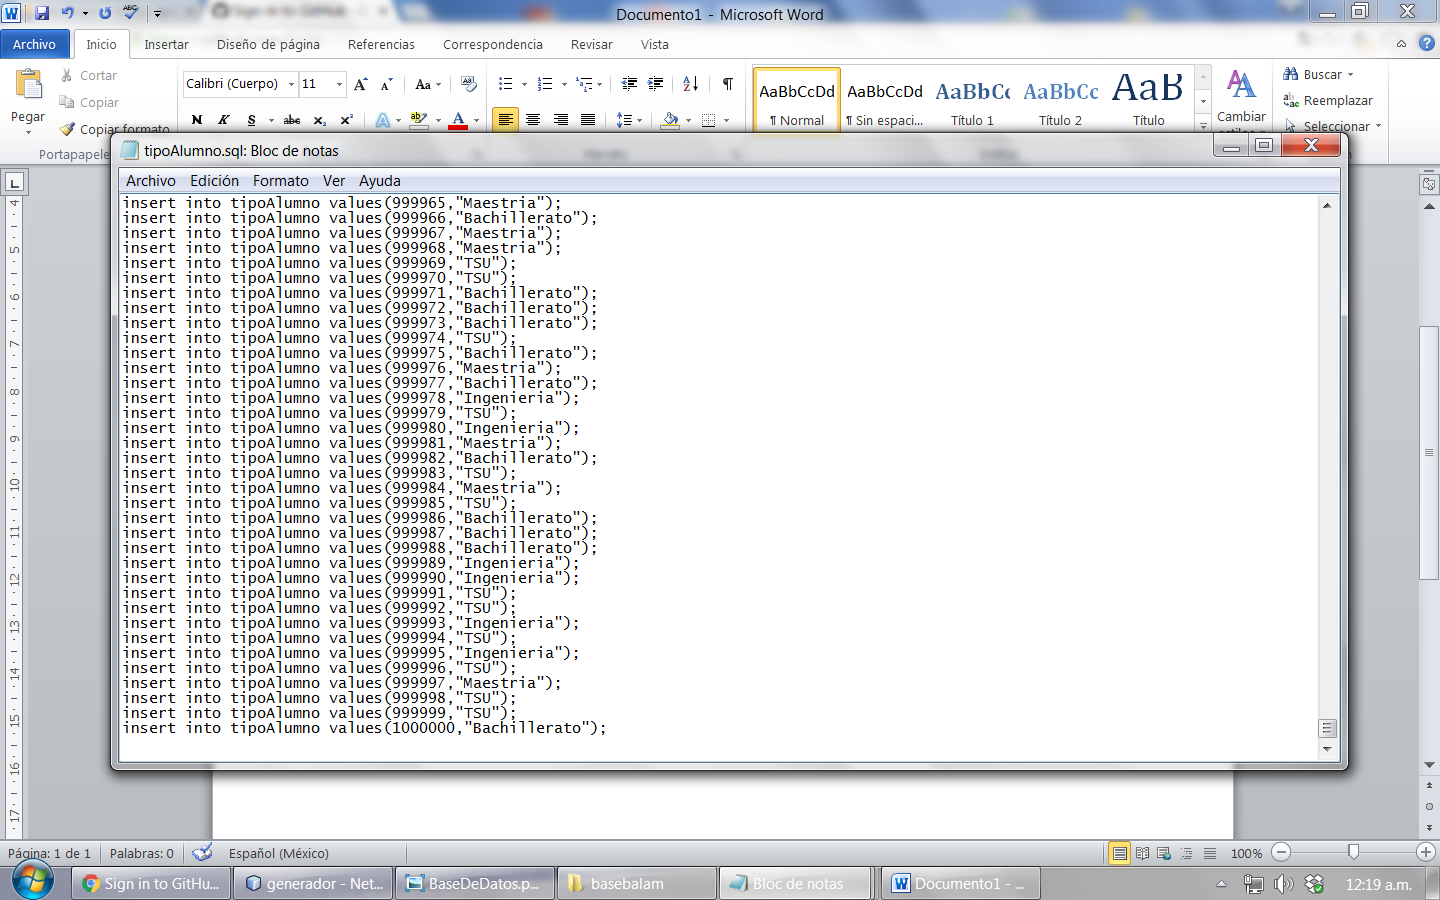 Documento1 - Microsoft Word
Archivo Inicio Insertar Diseño de página Referencias Correspondencia Revisar Vista
Cortar
Copiar
Copiar formato
Pegar
Portapapele
Calibri (Cuerpo) 11
AaBbCcDd AaBbCcDd AaBbCc AaBbCc AaB
¶ Normal ¶ Sin espaci... Título 1 Título 2 Título
Cambiar
Buscar
Reemplazar
Seleccionar
tipoAlumno.sql: Bloc de notas
Archivo Edición Formato Ver Ayuda
insert into tipoAlumno values(999965,"Maestria");
insert into tipoAlumno values(999966,"Bachillerato");
insert into tipoAlumno values(999967,"Maestria");
insert into tipoAlumno values(999968,"Maestria");
insert into tipoAlumno values(999969,"TSU");
insert into tipoAlumno values(999970,"TSU");
insert into tipoAlumno values(999971,"Bachillerato");
insert into tipoAlumno values(999972,"Bachillerato");
insert into tipoAlumno values(999973,"Bachillerato");
insert into tipoAlumno values(999974,"TSU");
insert into tipoAlumno values(999975,"Bachillerato");
insert into tipoAlumno values(999976,"Maestria");
insert into tipoAlumno values(999977,"Bachillerato");
insert into tipoAlumno values(999978,"Ingenieria");
insert into tipoAlumno values(999979,"TSU");
insert into tipoAlumno values(999980,"Ingenieria");
insert into tipoAlumno values(999981,"Maestria");
insert into tipoAlumno values(999982,"Bachillerato");
insert into tipoAlumno values(999983,"TSU");
insert into tipoAlumno values(999984,"Maestria");
insert into tipoAlumno values(999985,"TSU");
insert into tipoAlumno values(999986,"Bachillerato");
insert into tipoAlumno values(999987,"Bachillerato");
insert into tipoAlumno values(999988,"Bachillerato");
insert into tipoAlumno values(999989,"Ingenieria");
insert into tipoAlumno values(999990,"Ingenieria");
insert into tipoAlumno values(999991,"TSU");
insert into tipoAlumno values(999992,"TSU");
insert into tipoAlumno values(999993,"Ingenieria");
insert into tipoAlumno values(999994,"TSU");
insert into tipoAlumno values(999995,"Ingenieria");
insert into tipoAlumno values(999996,"TSU");
insert into tipoAlumno values(999997,"Maestria");
insert into tipoAlumno values(999998,"TSU");
insert into tipoAlumno values(999999,"TSU");
insert into tipoAlumno values(1000000,"Bachillerato");
Página: 1 de 1 Palabras: 0 Español (México) 100%
Sign in to GitHu... generador - Net... BaseDeDatos.p... basebalam Bloc de notas Documento1 - ... 12:19 a.m.